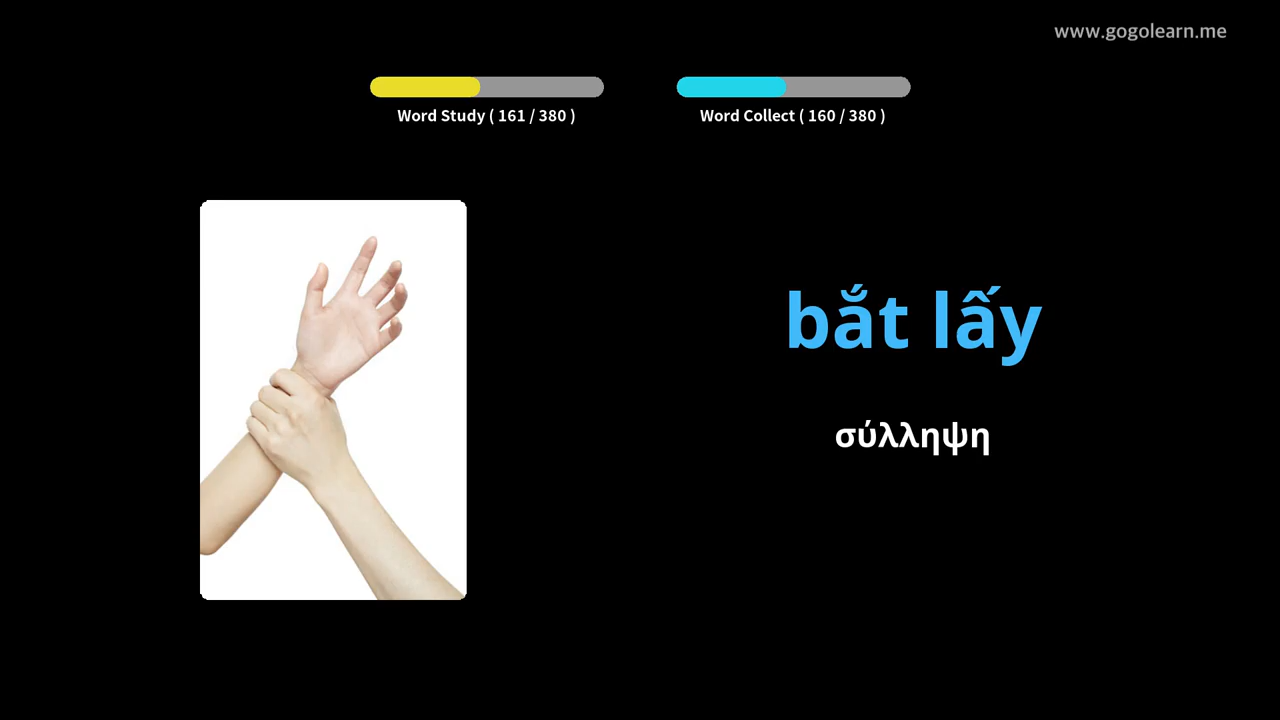 www.gogolearn.me
Word Study ( 161 / 380 )
Word Collect ( 160 / 380 )
bắt lấy
σύλληψη